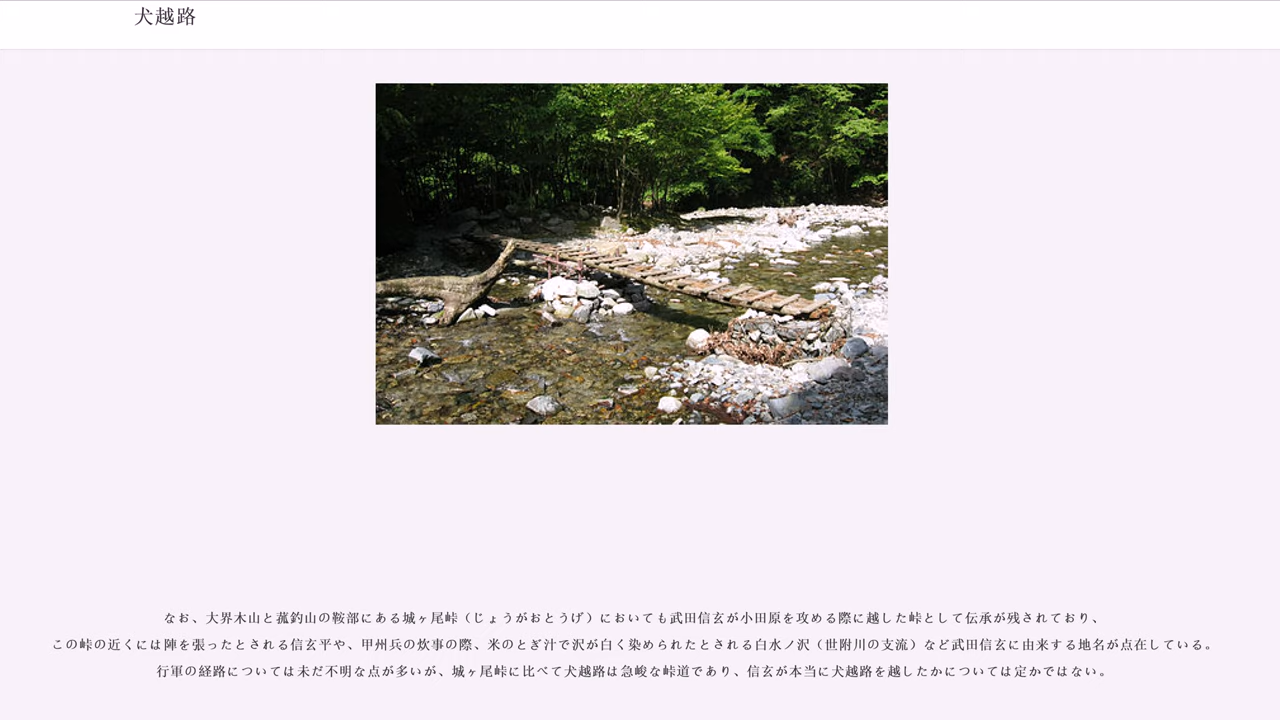 犬越路
なお、大界木山と菰釣山の鞍部にある城ヶ尾峠（じょうがおとうげ）においても武田信玄が小田原を攻める際に越した峠として伝承が残されており、
この峠の近くには陣を張ったとされる信玄平や、甲州兵の炊事の際、米のとぎ汁で沢が白く染められたとされる白水ノ沢（世附川の支流）など武田信玄に由来する地名が点在している。
行軍の経路については未だ不明な点が多いが、城ヶ尾峠に比べて犬越路は急峻な峠道であり、信玄が本当に犬越路を越したかについては定かではない。